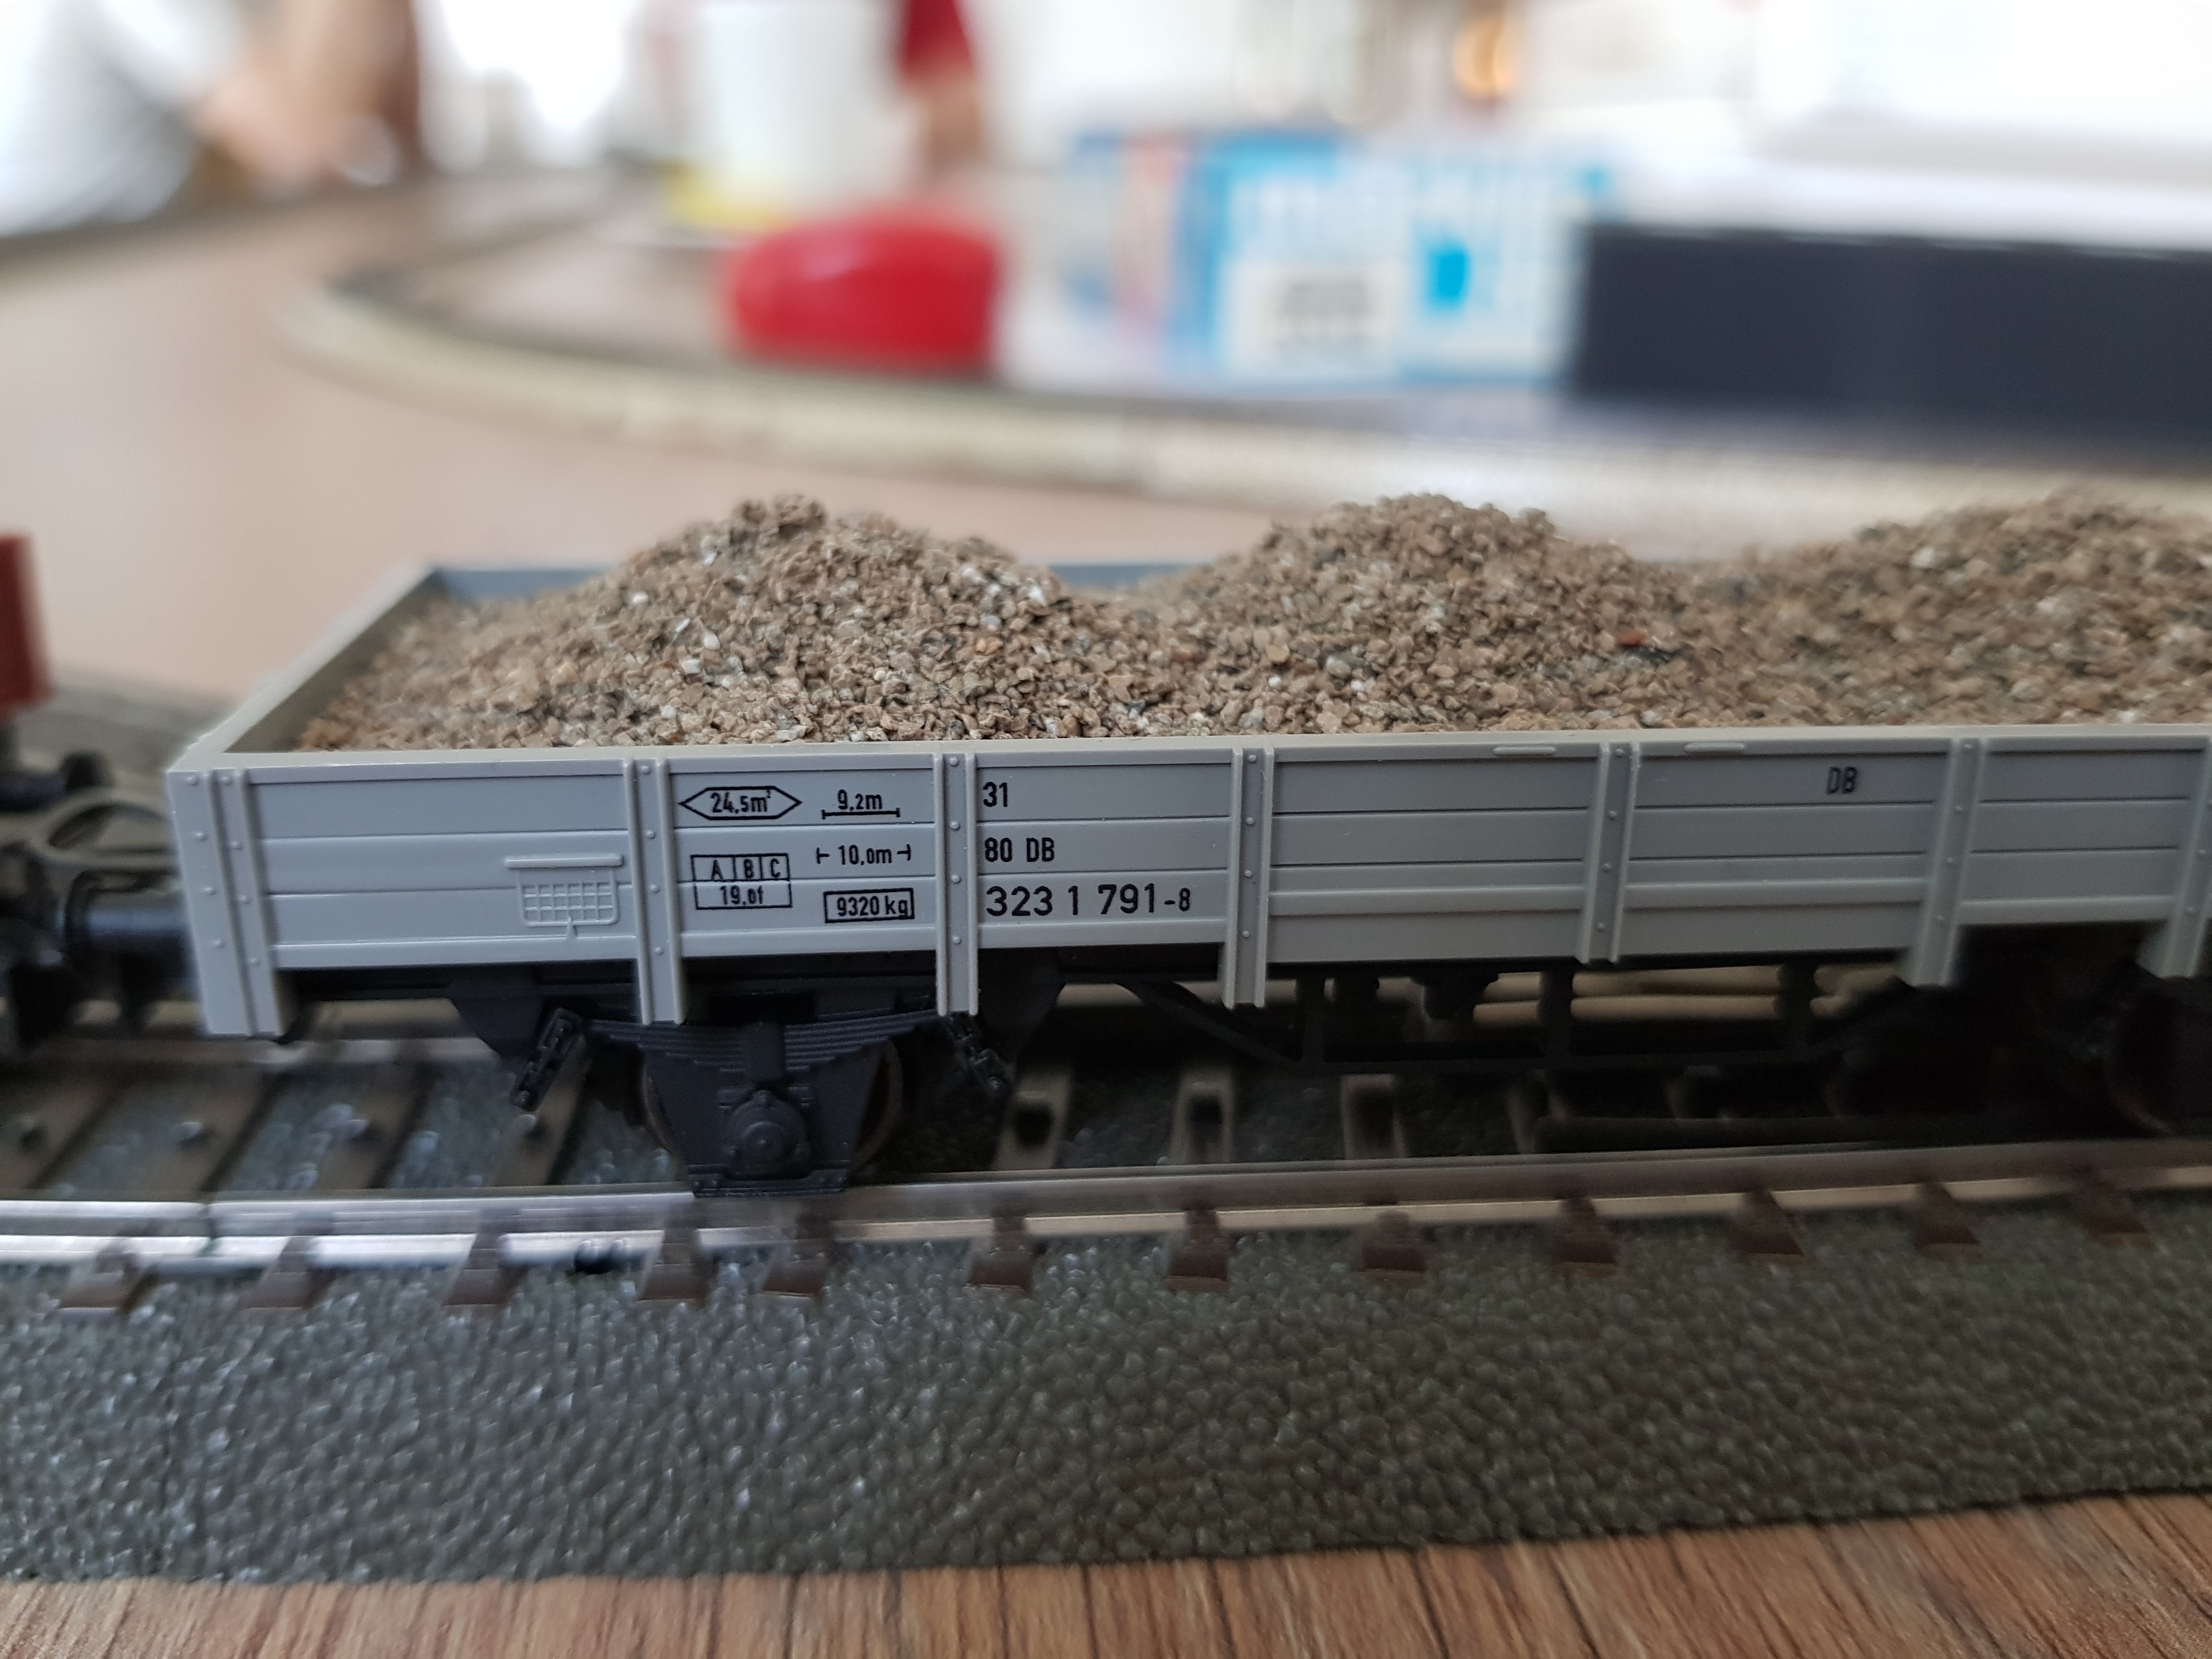 24,5m²
9,2m
10,0m
A B C
19,0t
9320 kg
31
80 DB
323 1 791-8
DB